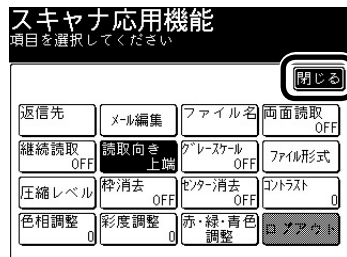 スキャナ応用機能
項目を選択してください
閉じる
返信先
メール編集
ファイル名
両面読取
OFF
継続読取
OFF
読取向き
上端
グレースケール
OFF
ファイル形式
圧縮レベル
枠消去
OFF
センター消去
OFF
コントラスト
0
色相調整
0
彩度調整
0
赤・緑・青色
調整
ログアウト